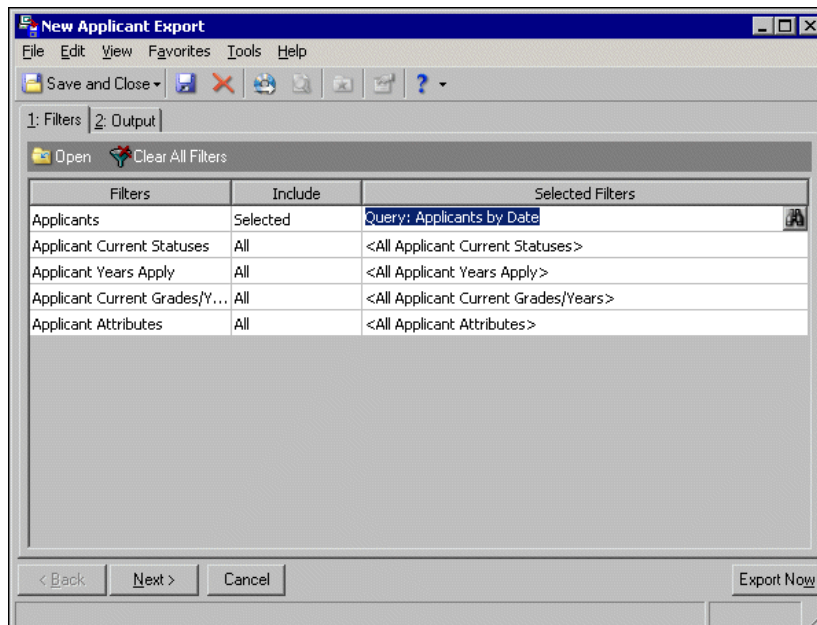 New Applicant Export
File Edit View Favorites Tools Help
Save and Close ?
1: Filters 2: Output
Open Clear All Filters
Filters Include Selected Filters
Applicants Selected Query: Applicants by Date
Applicant Current Statuses All <All Applicant Current Statuses>
Applicant Years Apply All <All Applicant Years Apply>
Applicant Current Grades/Y... All <All Applicant Current Grades/Years>
Applicant Attributes All <All Applicant Attributes>
< Back Next > Cancel Export Now